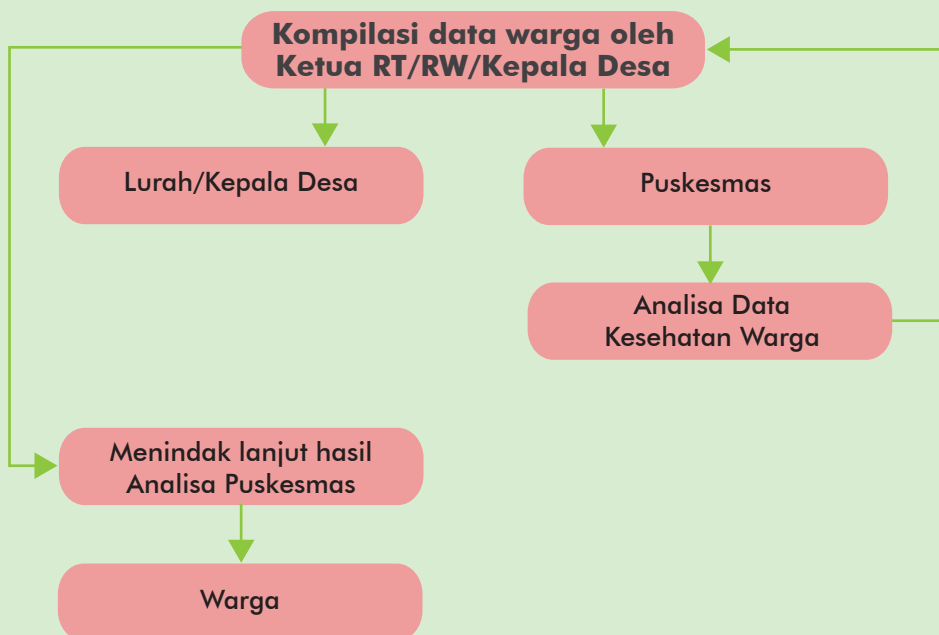 Kompilasi data warga oleh
Ketua RT/RW/Kepala Desa
Lurah/Kepala Desa
Puskesmas
Analisa Data
Kesehatan Warga
Menindak lanjut hasil
Analisa Puskesmas
Warga